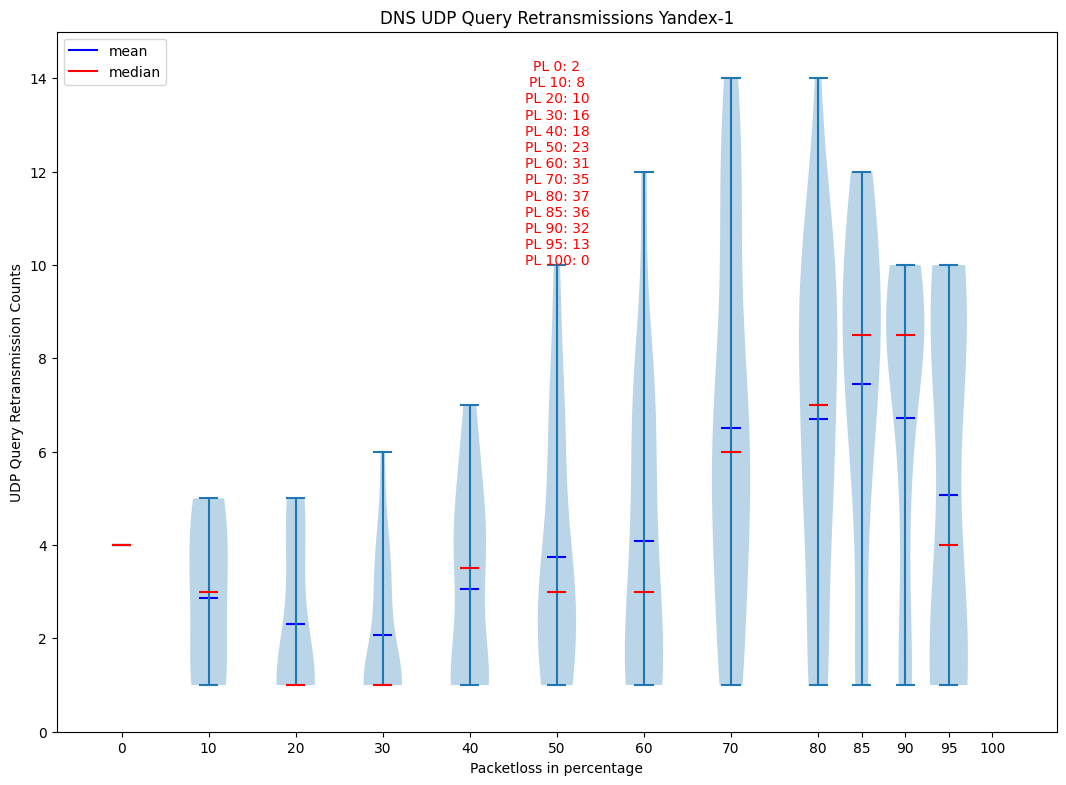 DNS UDP Query Retransmissions Yandex-1
mean
median
PL 0: 2
PL 10: 8
PL 20: 10
PL 30: 16
PL 40: 18
PL 50: 23
PL 60: 31
PL 70: 35
PL 80: 37
PL 85: 36
PL 90: 32
PL 95: 13
PL 100: 0
UDP Query Retransmission Counts
14
12
10
8
6
4
2
0
0 10 20 30 40 50 60 70 80 85 90 95 100
Packetloss in percentage